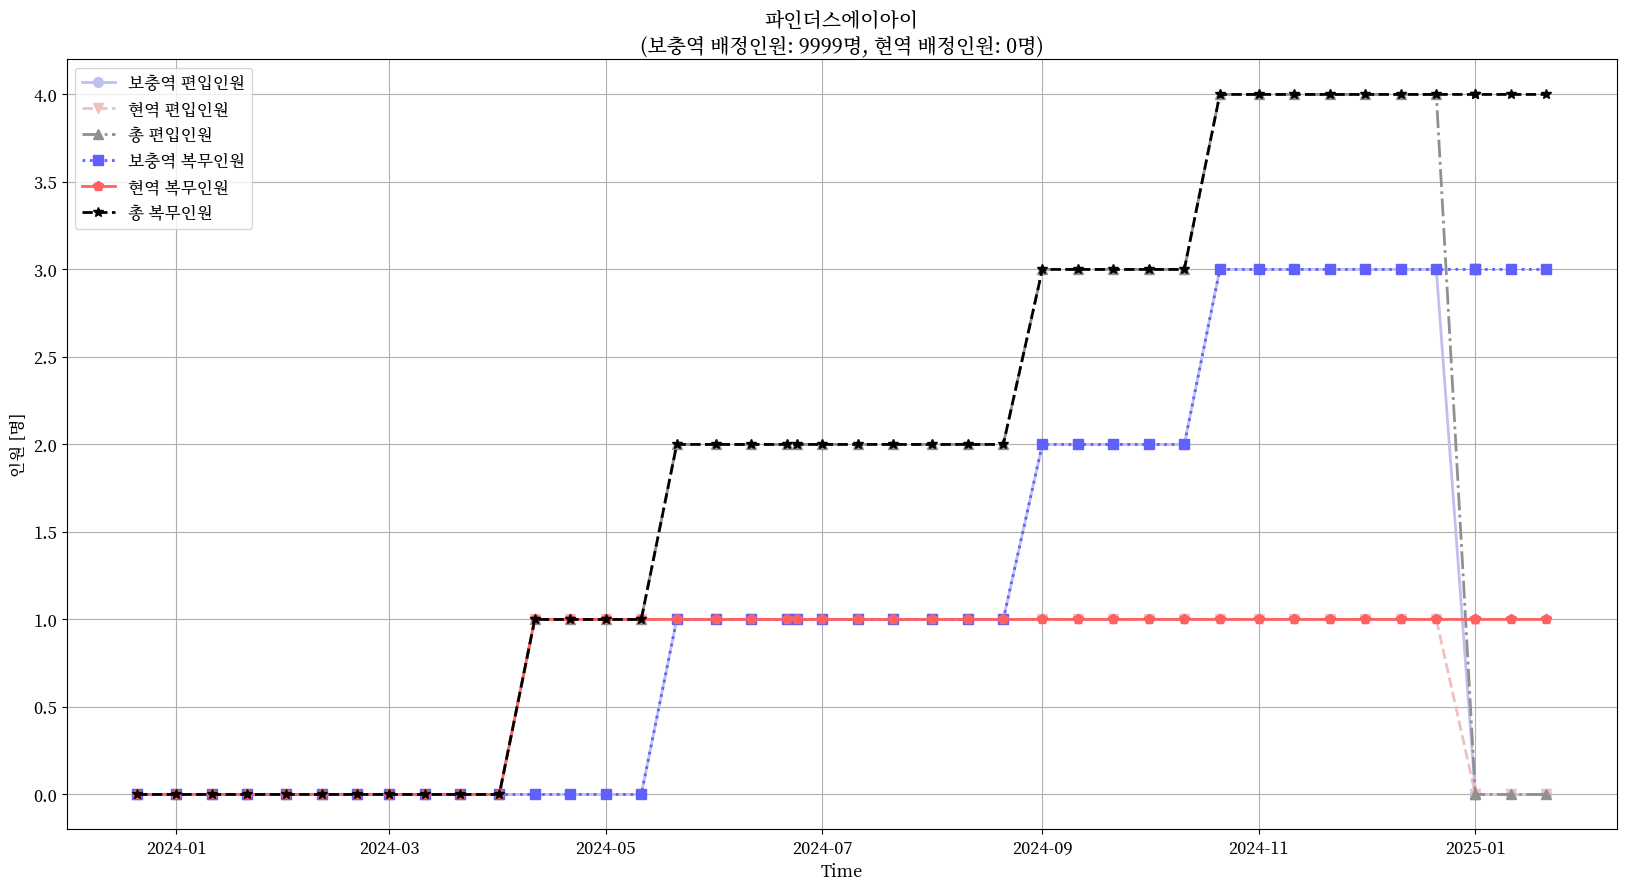 파인더스에이아이
(보충역 배정인원: 9999명, 현역 배정인원: 0명)
보충역 편입인원
현역 편입인원
총 편입인원
보충역 복무인원
현역 복무인원
총 복무인원
4.0
3.5
3.0
2.5
2.0
1.5
1.0
0.5
0.0
인원 [명]
2024-01 2024-03 2024-05 2024-07 2024-09 2024-11 2025-01
Time